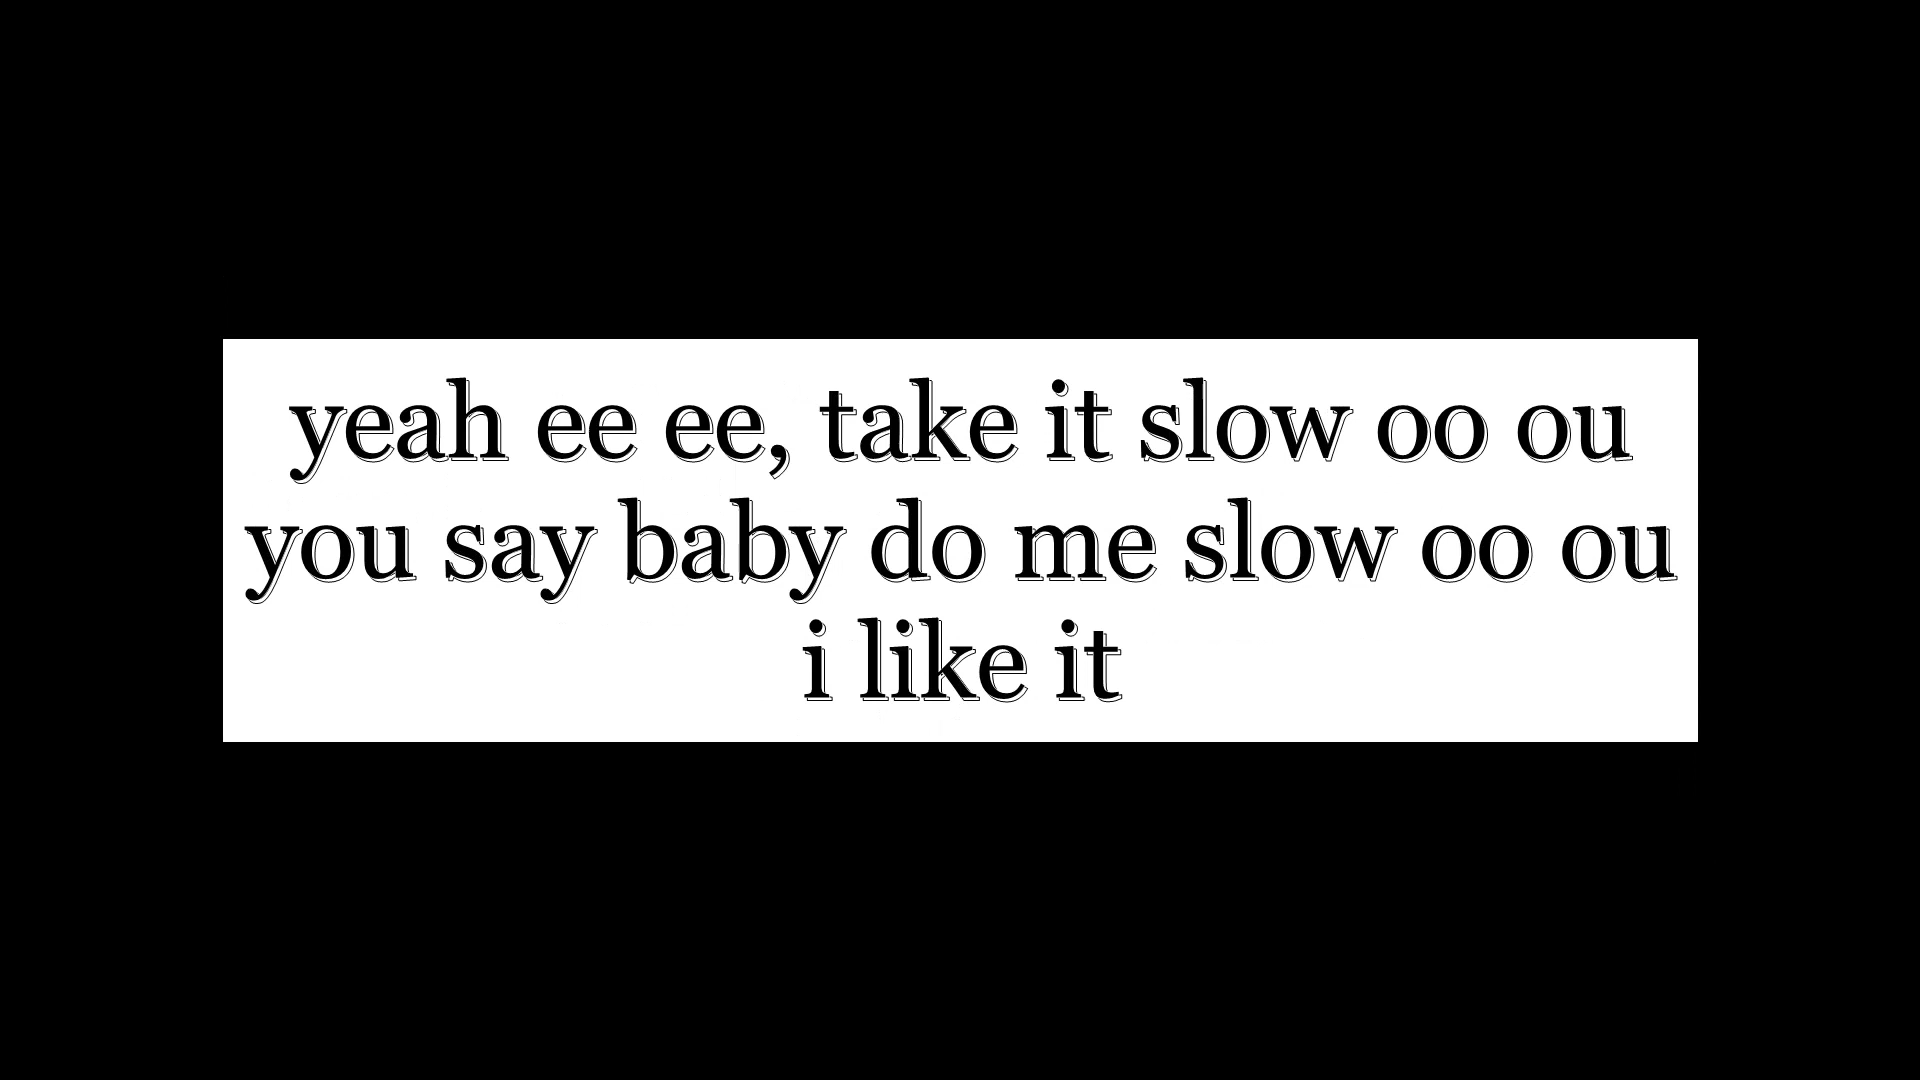 yeah ee ee, take it slow oo ou
you say baby do me slow oo ou
i like it